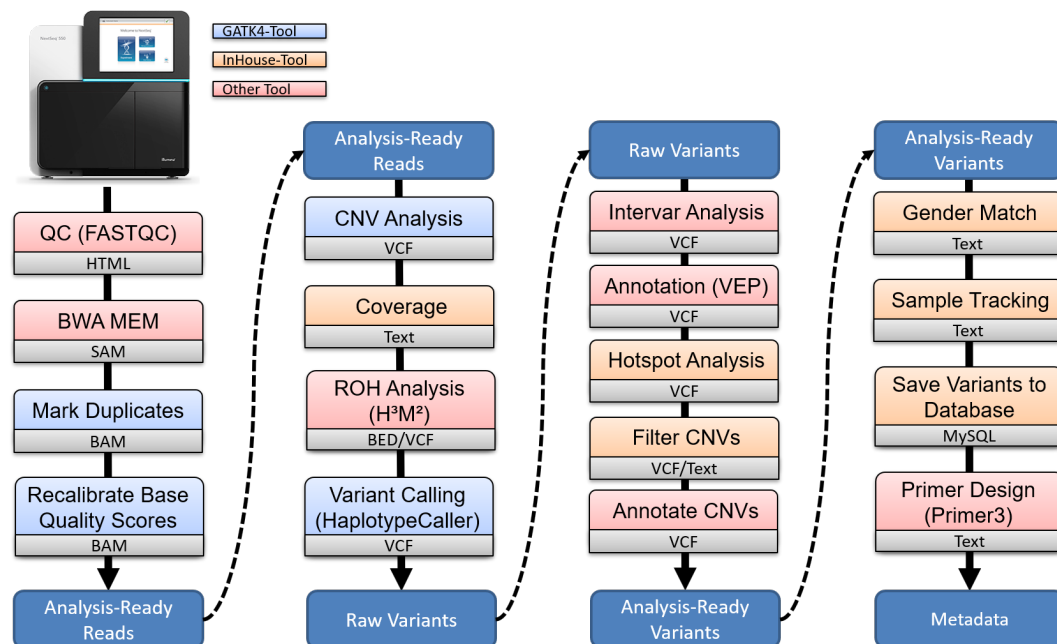 GATK4-Tool
InHouse-Tool
Other Tool
QC (FASTQC)
HTML
BWA MEM
SAM
Mark Duplicates
BAM
Recalibrate Base
Quality Scores
BAM
Analysis-Ready
Reads
Analysis-Ready
Reads
CNV Analysis
VCF
Coverage
Text
ROH Analysis
(H³M²)
BED/VCF
Variant Calling
(HaplotypeCaller)
VCF
Raw Variants
Raw Variants
Intervar Analysis
VCF
Annotation (VEP)
VCF
Hotspot Analysis
VCF
Filter CNVs
VCF/Text
Annotate CNVs
VCF
Analysis-Ready
Variants
Analysis-Ready
Variants
Gender Match
Text
Sample Tracking
Text
Save Variants to
Database
MySQL
Primer Design
(Primer3)
Text
Metadata